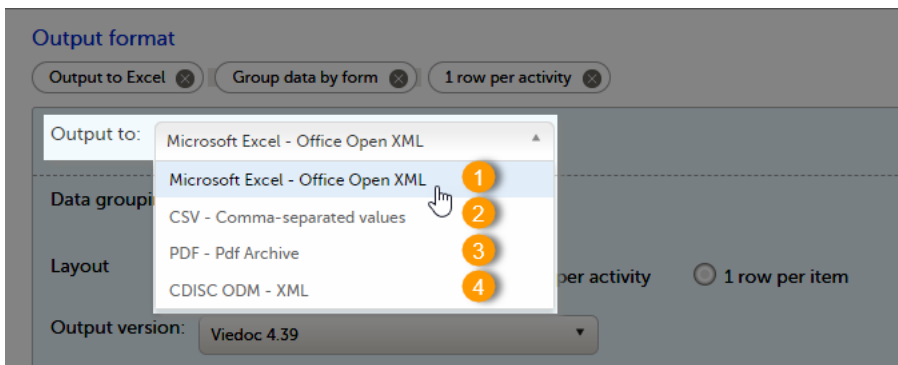 Output format
Output to Excel Group data by form 1 row per activity
Output to: Microsoft Excel - Office Open XML
Microsoft Excel - Office Open XML 1
Data groupi
CSV - Comma-separated values 2
PDF - Pdf Archive 3
Layout per activity 1 row per item
CDISC ODM - XML 4
Output version: Viedoc 4.39